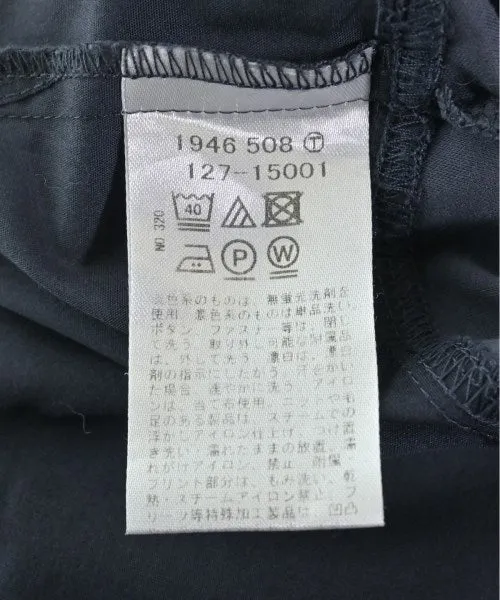 1946 508 Ⓣ
127-15001
NO 320
40
P
W
淡色系のものは、無蛍光洗剤を
使用 濃色系のものは単品洗い、
ボタン、ファスナー等は、閉じ
て洗う 取り外し可能な附属品
は、外して洗う 漂白は、漂白
剤の指示にしたがう 汗をかい
た場合、速やかに洗う アイロ
ンは、当て布使用、ニットや毛
足のある製品は、スチームでの
浮かしアイロン仕上げ つけ置
き洗い・濡れたままの放置、濡
れがけアイロン、禁止 附属・
プリント部分は、もみ洗い、乾
熱・スチームアイロン禁止、プ
リーツ等特殊加工製品は、凹凸